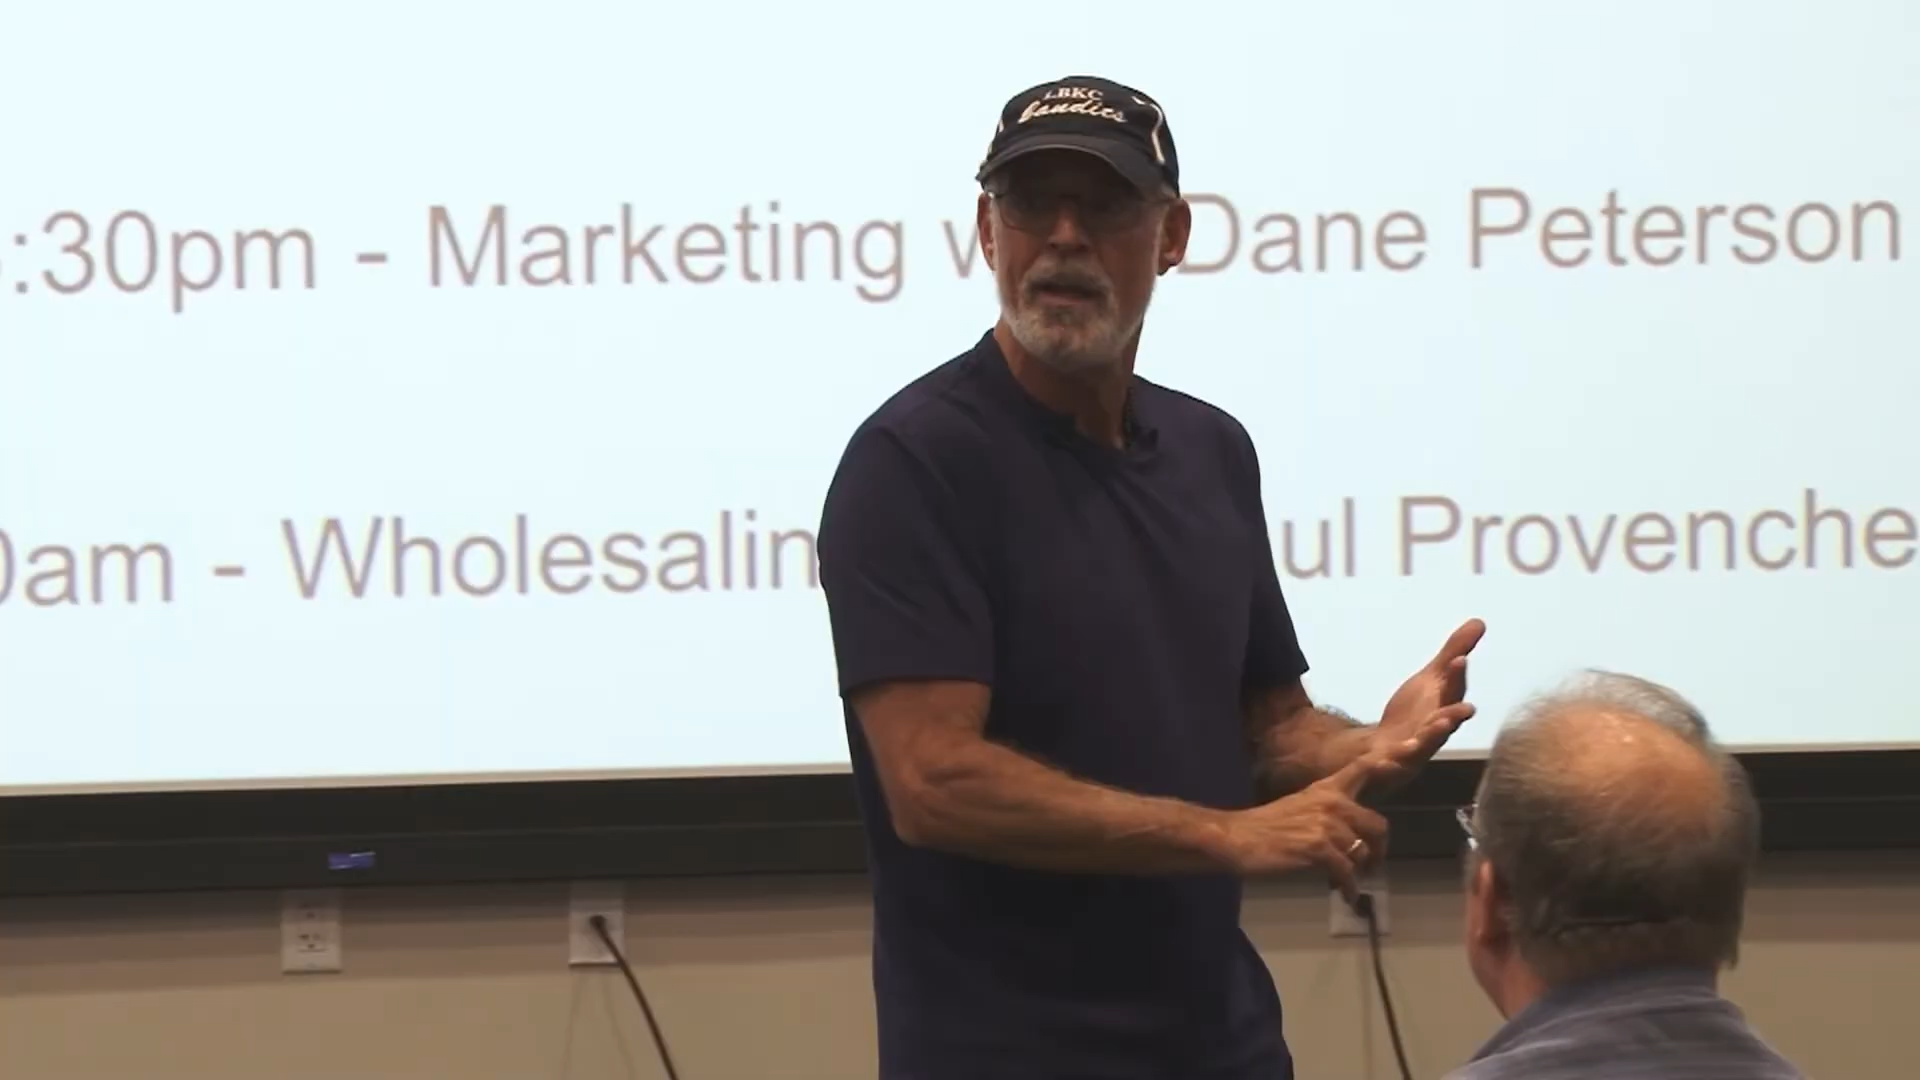 LBKC
bandits
:30pm - Marketing w Dane Peterson
0am - Wholesalin ul Provenche